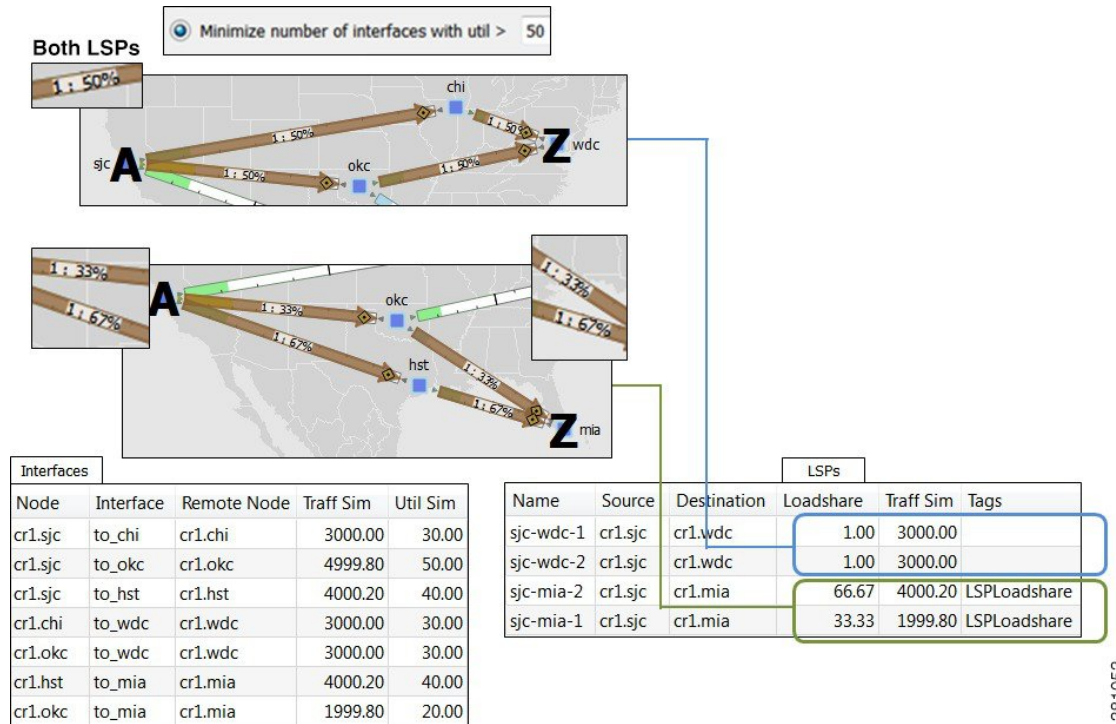 Minimize number of interfaces with util > 50
Both LSPs
1 : 50%
chi
1 : 50%
1 : 50%
sjc A
Z wdc
okc
1 : 50%
1 : 50%
1 : 33%
1 : 67%
1 : 33%
1 : 67%
A
okc
1 : 33%
1 : 67%
hst
1 : 33%
1 : 67%
Z mia
Interfaces
Node Interface Remote Node Traff Sim Util Sim
cr1.sjc to_chi cr1.chi 3000.00 30.00
cr1.sjc to_okc cr1.okc 4999.80 50.00
cr1.sjc to_hst cr1.hst 4000.20 40.00
cr1.chi to_wdc cr1.wdc 3000.00 30.00
cr1.okc to_wdc cr1.wdc 3000.00 30.00
cr1.hst to_mia cr1.mia 4000.20 40.00
cr1.okc to_mia cr1.mia 1999.80 20.00
LSPs
Name Source Destination Loadshare Traff Sim Tags
sjc-wdc-1 cr1.sjc cr1.wdc 1.00 3000.00
sjc-wdc-2 cr1.sjc cr1.wdc 1.00 3000.00
sjc-mia-2 cr1.sjc cr1.mia 66.67 4000.20 LSPLoadshare
sjc-mia-1 cr1.sjc cr1.mia 33.33 1999.80 LSPLoadshare